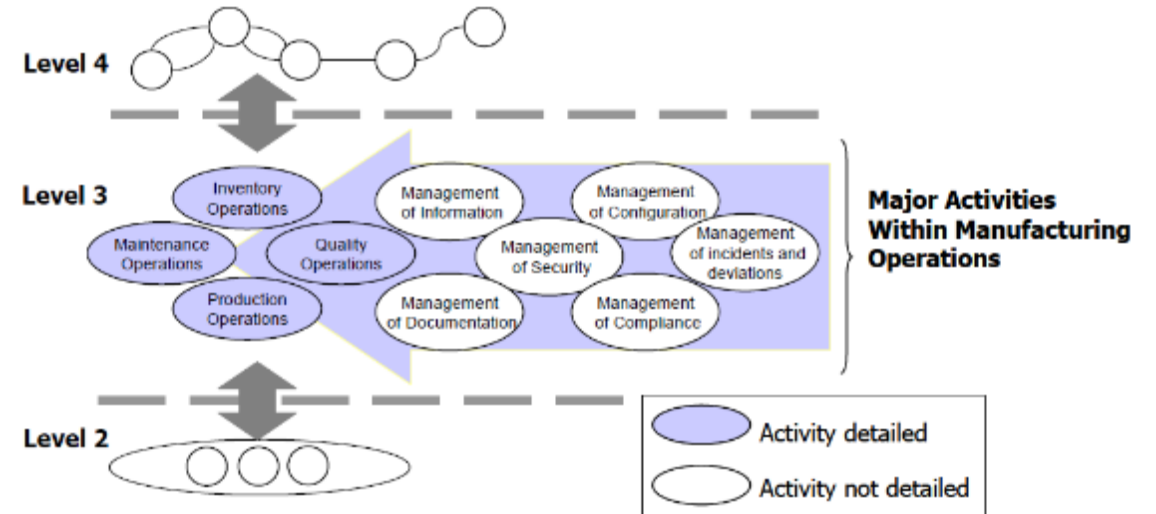 Level 4
Level 3
Inventory
Operations
Maintenance
Operations
Quality
Operations
Production
Operations
Management
of Information
Management
of Configuration
Management
of Security
Management
of incidents and
deviations
Management
of Documentation
Management
of Compliance
Major Activities
Within Manufacturing
Operations
Level 2
Activity detailed
Activity not detailed